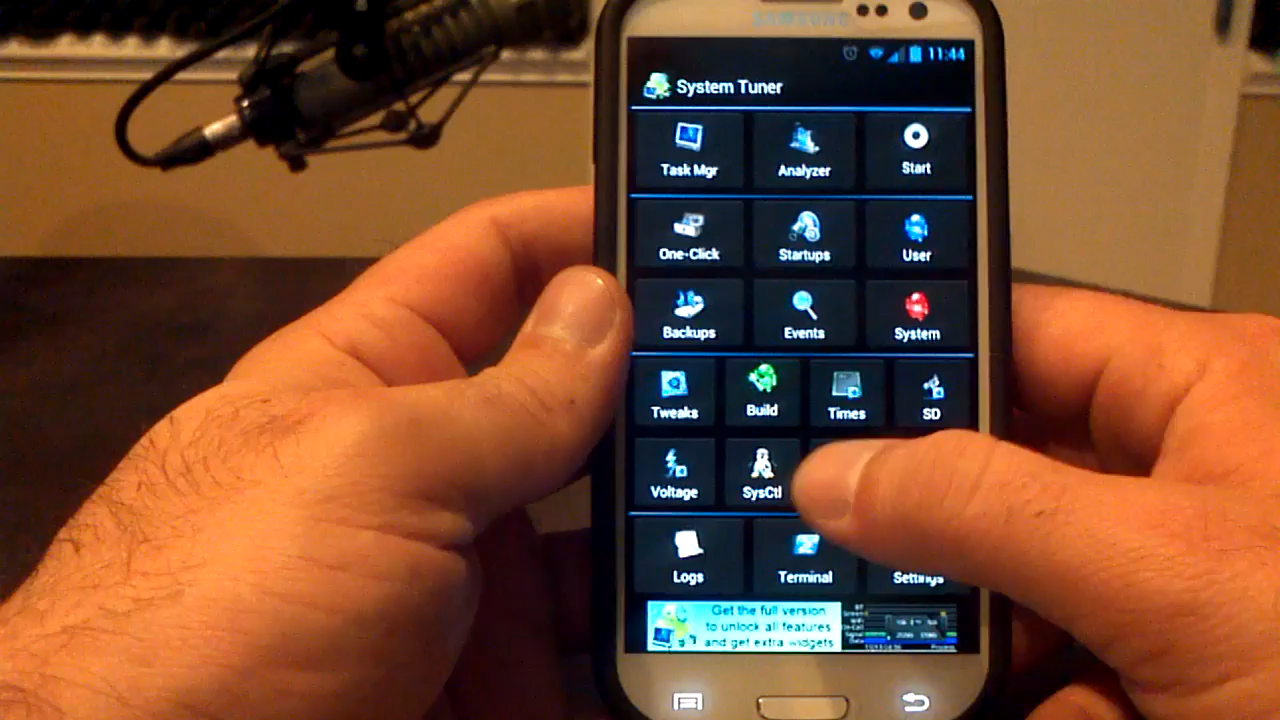 SAMSUNG
11:44
System Tuner
Task Mgr Analyzer Start
One-Click Startups User
Backups Events System
Tweaks Build Times SD
Voltage SysCtl
Logs Terminal Settings
Get the full version
to unlock all features
and get extra widgets